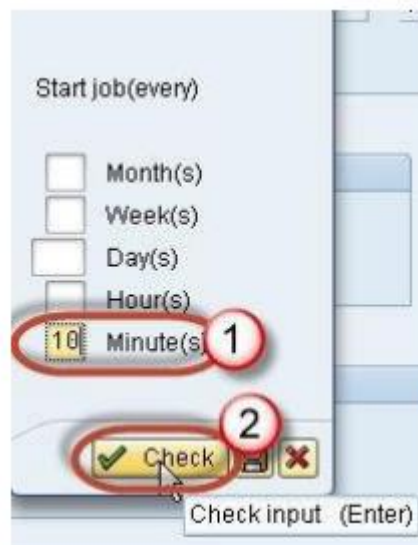 Start job(every)
Month(s)
Week(s)
Day(s)
Hour(s)
10 Minute(s) 1
2
Check
Check input (Enter)